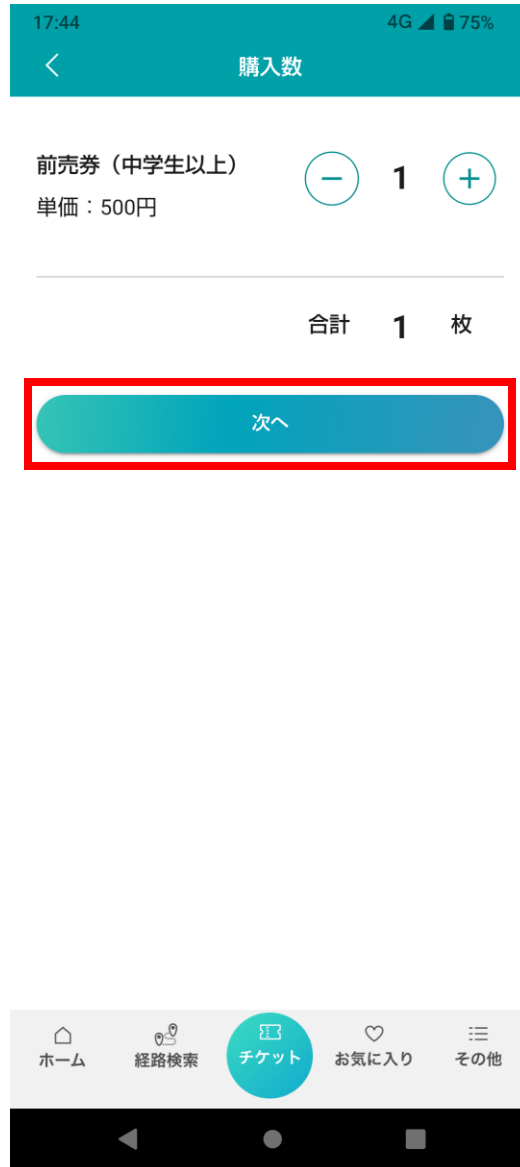 17:44 4G 75%
購入数
前売券（中学生以上）
単価：500円
1
合計 1 枚
次へ
ホーム 経路検索 チケット お気に入り その他